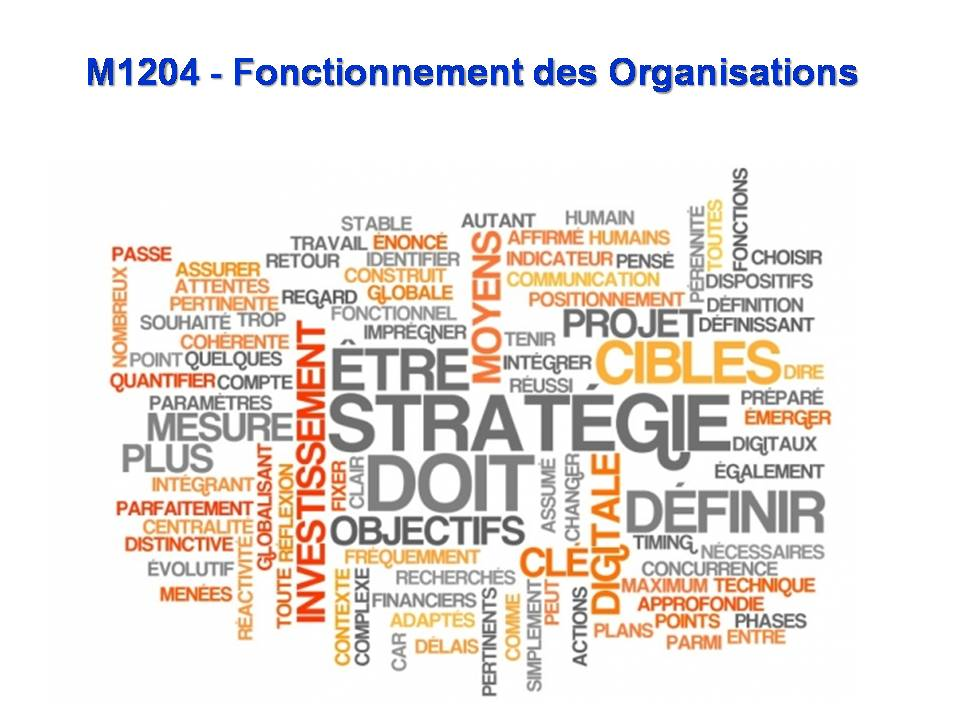 M1204 - Fonctionnement des Organisations
STABLE
AUTANT
HUMAIN
PASSE
TRAVAIL
ÉNONCÉ
AFFIRMÉ
HUMAINS
PÉRENNITÉ
TOUTES
FONCTIONS
NOMBREUX
ASSURER
RETOUR
IDENTIFIER
MOYENS
INDICATEUR
PENSÉ
CHOISIR
ATTENTES
CONSTRUIT
COMMUNICATION
DISPOSITIFS
PERTINENTE
REGARD
GLOBALE
POSITIONNEMENT
DÉFINITION
SOUHAITÉ
TROP
FONCTIONNEL
PROJET
DÉFINISSANT
COHÉRENTE
IMPRÉGNER
TENIR
POINT
QUELQUES
INVESTISSEMENT
ÊTRE
INTÉGRER
CIBLES
DIRE
QUANTIFIER
COMPTE
RÉUSSI
PARAMÈTRES
STRATÉGIE
PRÉPARÉ
MESURE
ÉMERGER
PLUS
DIGITAUX
GLOBALISANT
RÉFLEXION
FIXER
CLAIR
DOIT
ASSUMÉ
CHANGER
DIGITALE
ÉGALEMENT
INTÉGRANT
DÉFINIR
PARFAITEMENT
CENTRALITÉ
OBJECTIFS
DISTINCTIVE
RÉACTIVITÉ
TOUTE
TIMING
NÉCESSAIRES
ÉVOLUTIF
FRÉQUEMMENT
CLÉ
CONCURRENCE
MENÉES
CONTEXTE
COMPLEXE
RECHERCHÉS
MAXIMUM
TECHNIQUE
FINANCIERS
PERTINENTS
COMME
SIMPLEMENT
PEUT
ACTIONS
APPROFONDIE
ADAPTÉS
POINTS
PHASES
CAR
DÉLAIS
PLANS
PARMI
ENTRE